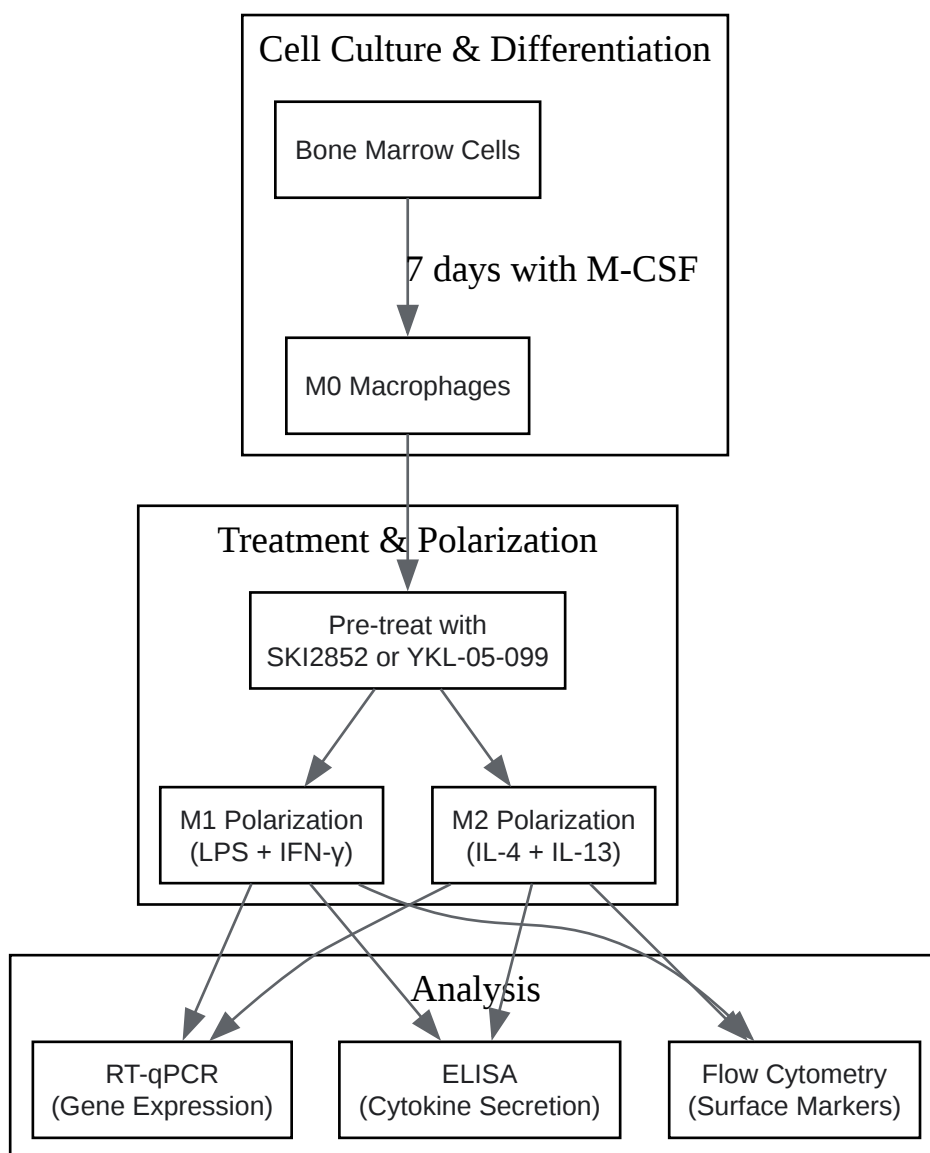 Cell Culture & Differentiation
Bone Marrow Cells
7 days with M-CSF
M0 Macrophages
Treatment & Polarization
Pre-treat with
SKI2852 or YKL-05-099
M1 Polarization
(LPS + IFN-γ)
M2 Polarization
(IL-4 + IL-13)
Analysis
RT-qPCR
(Gene Expression)
ELISA
(Cytokine Secretion)
Flow Cytometry
(Surface Markers)